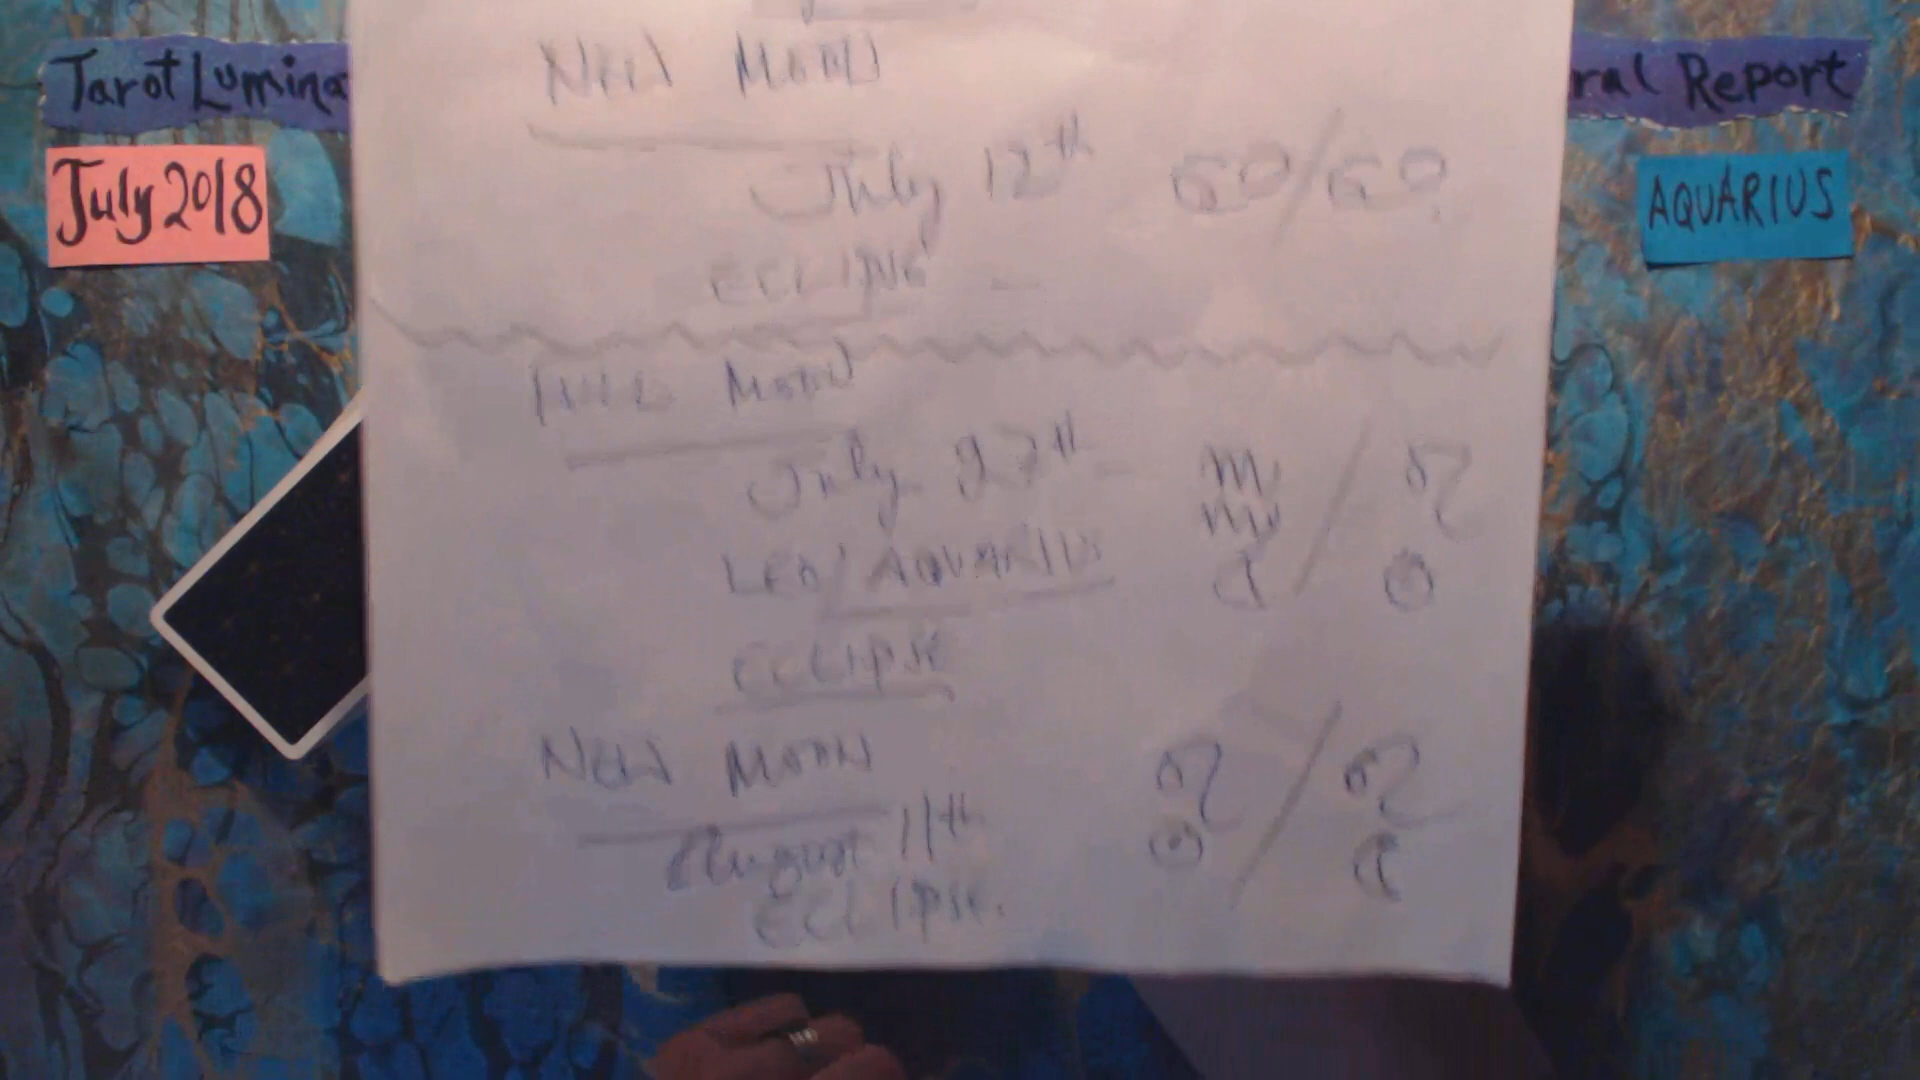 Tarot Lumina
ral Report
July 2018
AQUARIUS
NEW MOON
July 12th ♋/♋
ECLIPSE
FULL MOON
July 27th ♌
LEO/AQUARIUS ☉
ECLIPSE
NEW MOON ♌/♌
August 11th ☉
ECLIPSE.